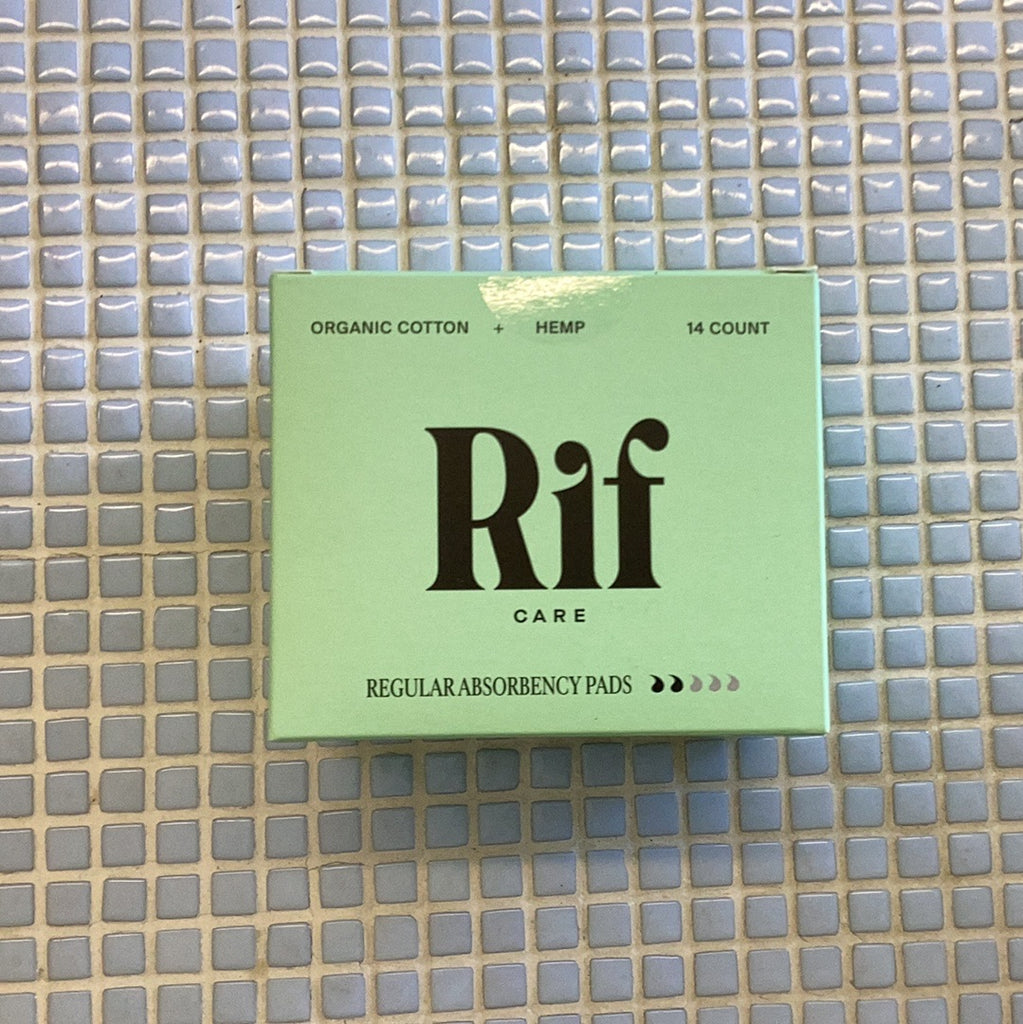 ORGANIC COTTON + HEMP 14 COUNT
Rif
CARE
REGULAR ABSORBENCY PADS